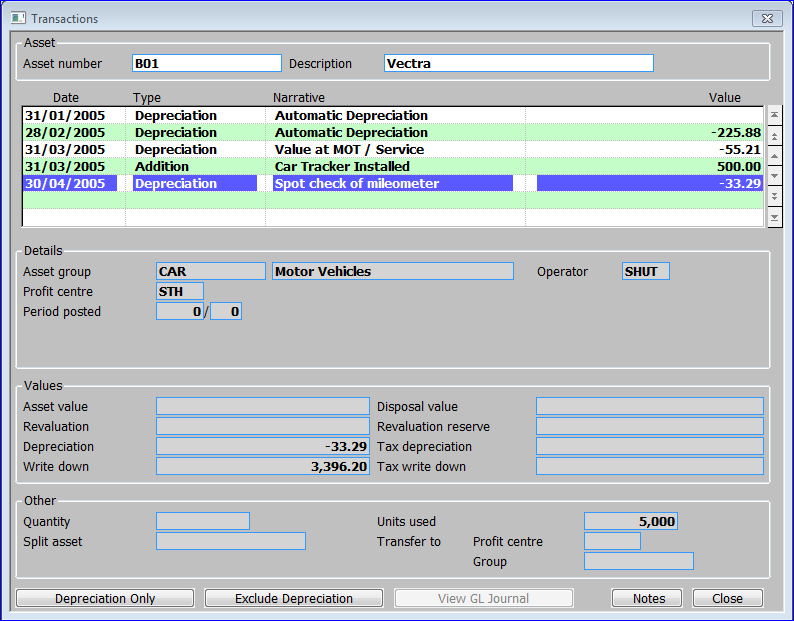 Transactions
Asset
Asset number B01 Description Vectra
Date Type Narrative Value
31/01/2005 Depreciation Automatic Depreciation
28/02/2005 Depreciation Automatic Depreciation -225.88
31/03/2005 Depreciation Value at MOT / Service -55.21
31/03/2005 Addition Car Tracker Installed 500.00
30/04/2005 Depreciation Spot check of mileometer -33.29
Details
Asset group CAR Motor Vehicles Operator SHUT
Profit centre STH
Period posted 0 / 0
Values
Asset value Disposal value
Revaluation Revaluation reserve
Depreciation -33.29 Tax depreciation
Write down 3,396.20 Tax write down
Other
Quantity Units used 5,000
Split asset Transfer to Profit centre
Group
Depreciation Only Exclude Depreciation View GL Journal Notes Close